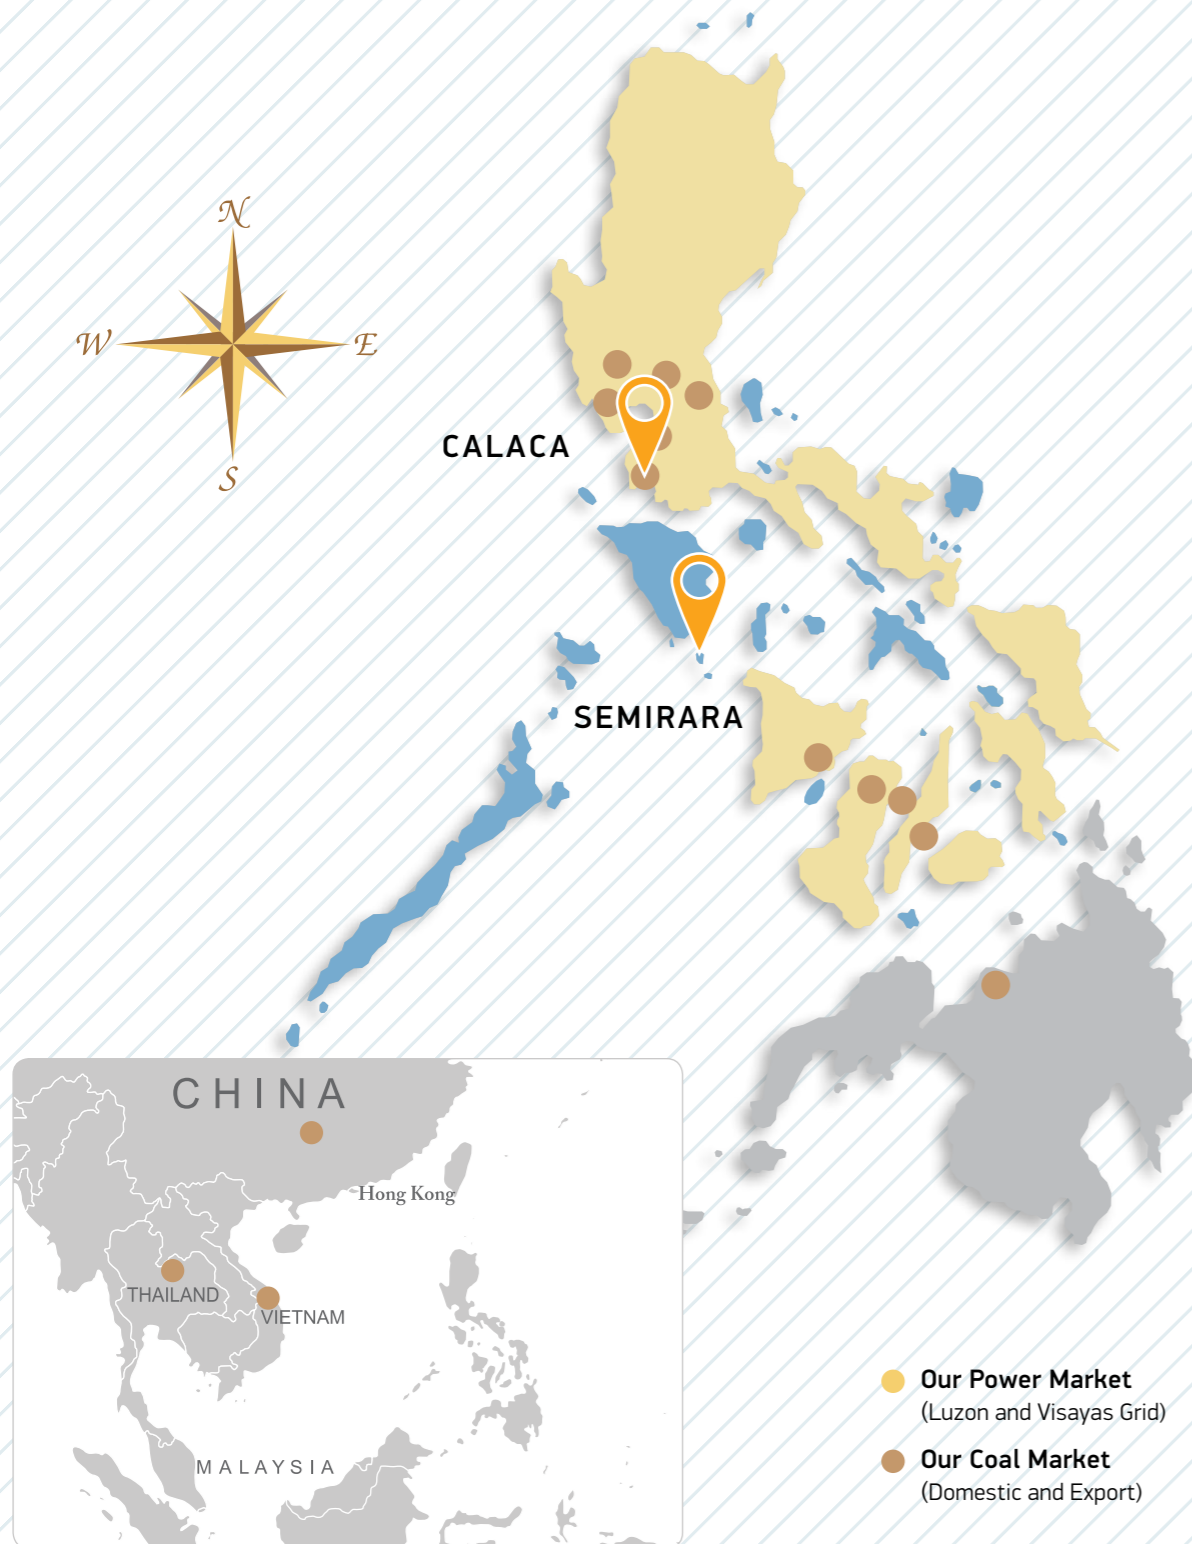 N
W
E
S
CALACA
SEMIRARA
CHINA
Hong Kong
THAILAND
VIETNAM
MALAYSIA
Our Power Market
(Luzon and Visayas Grid)
Our Coal Market
(Domestic and Export)